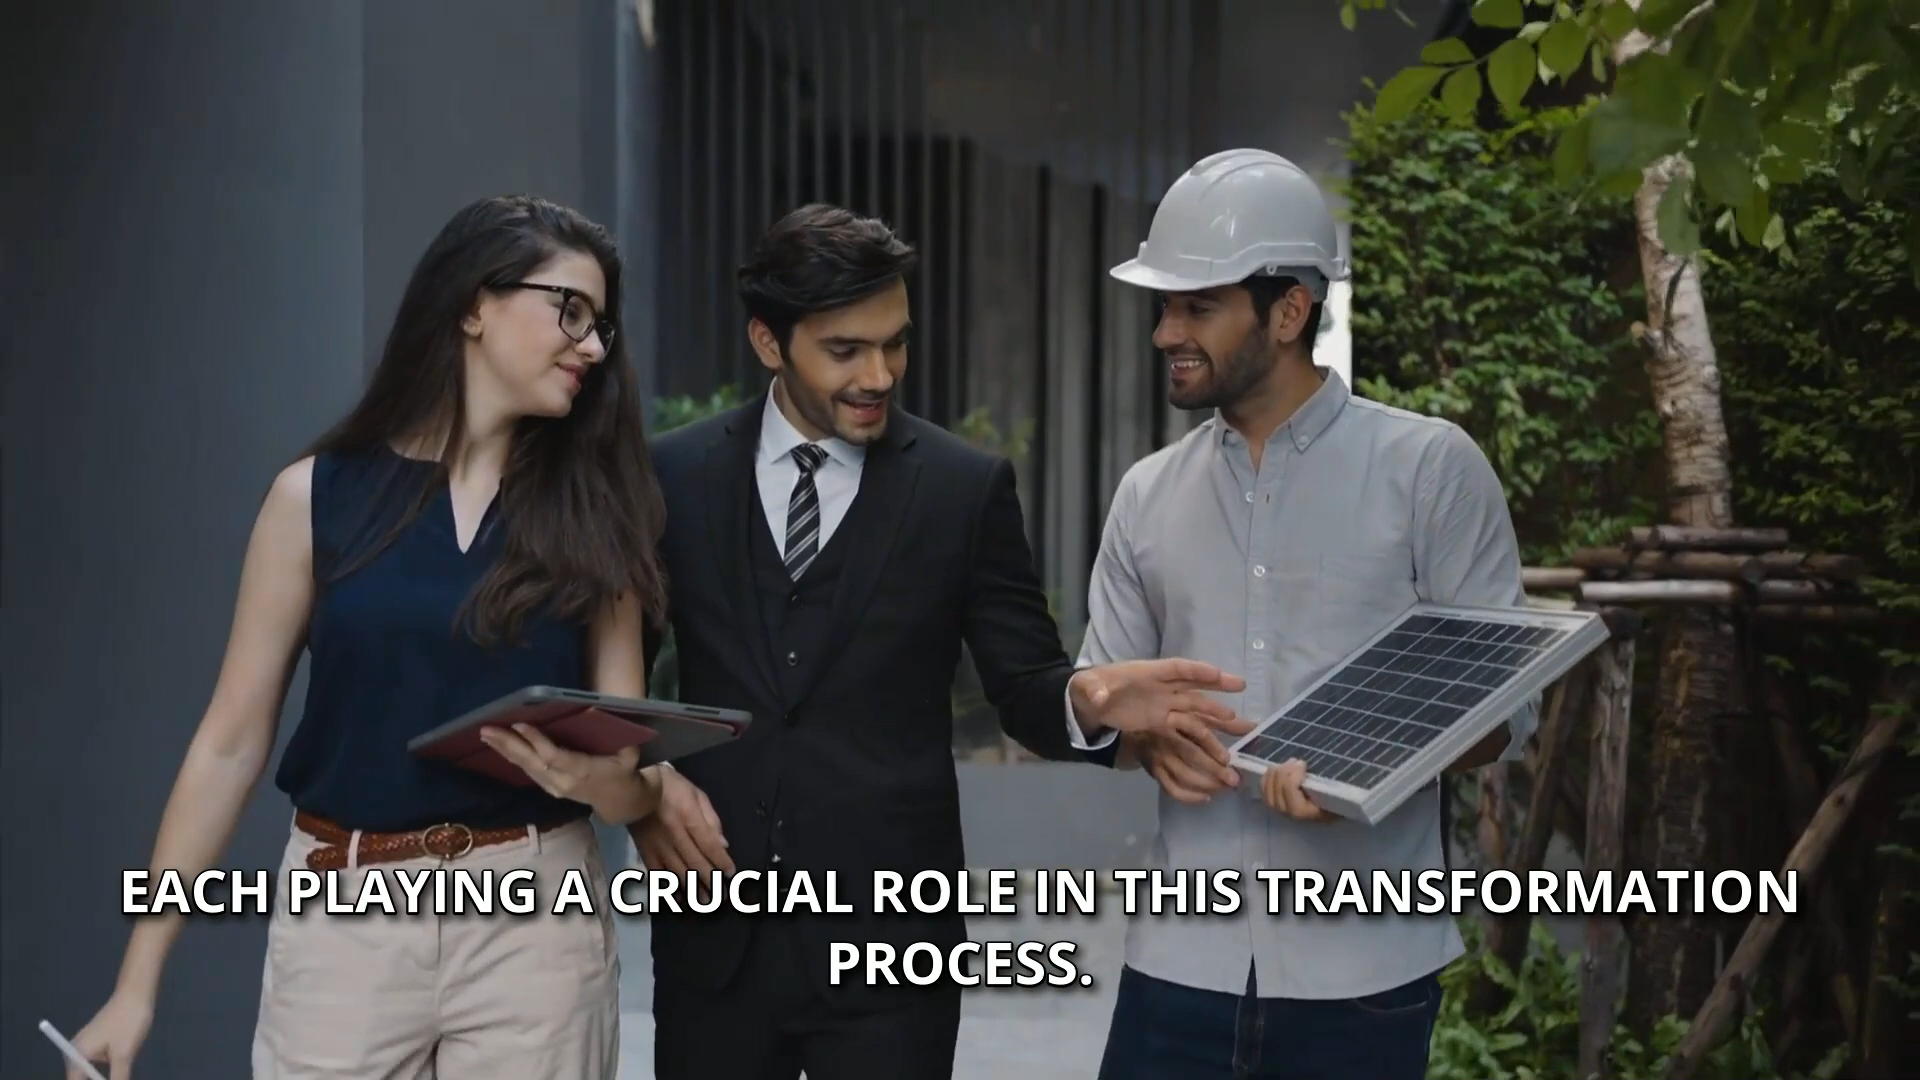 EACH PLAYING A CRUCIAL ROLE IN THIS TRANSFORMATION
PROCESS.